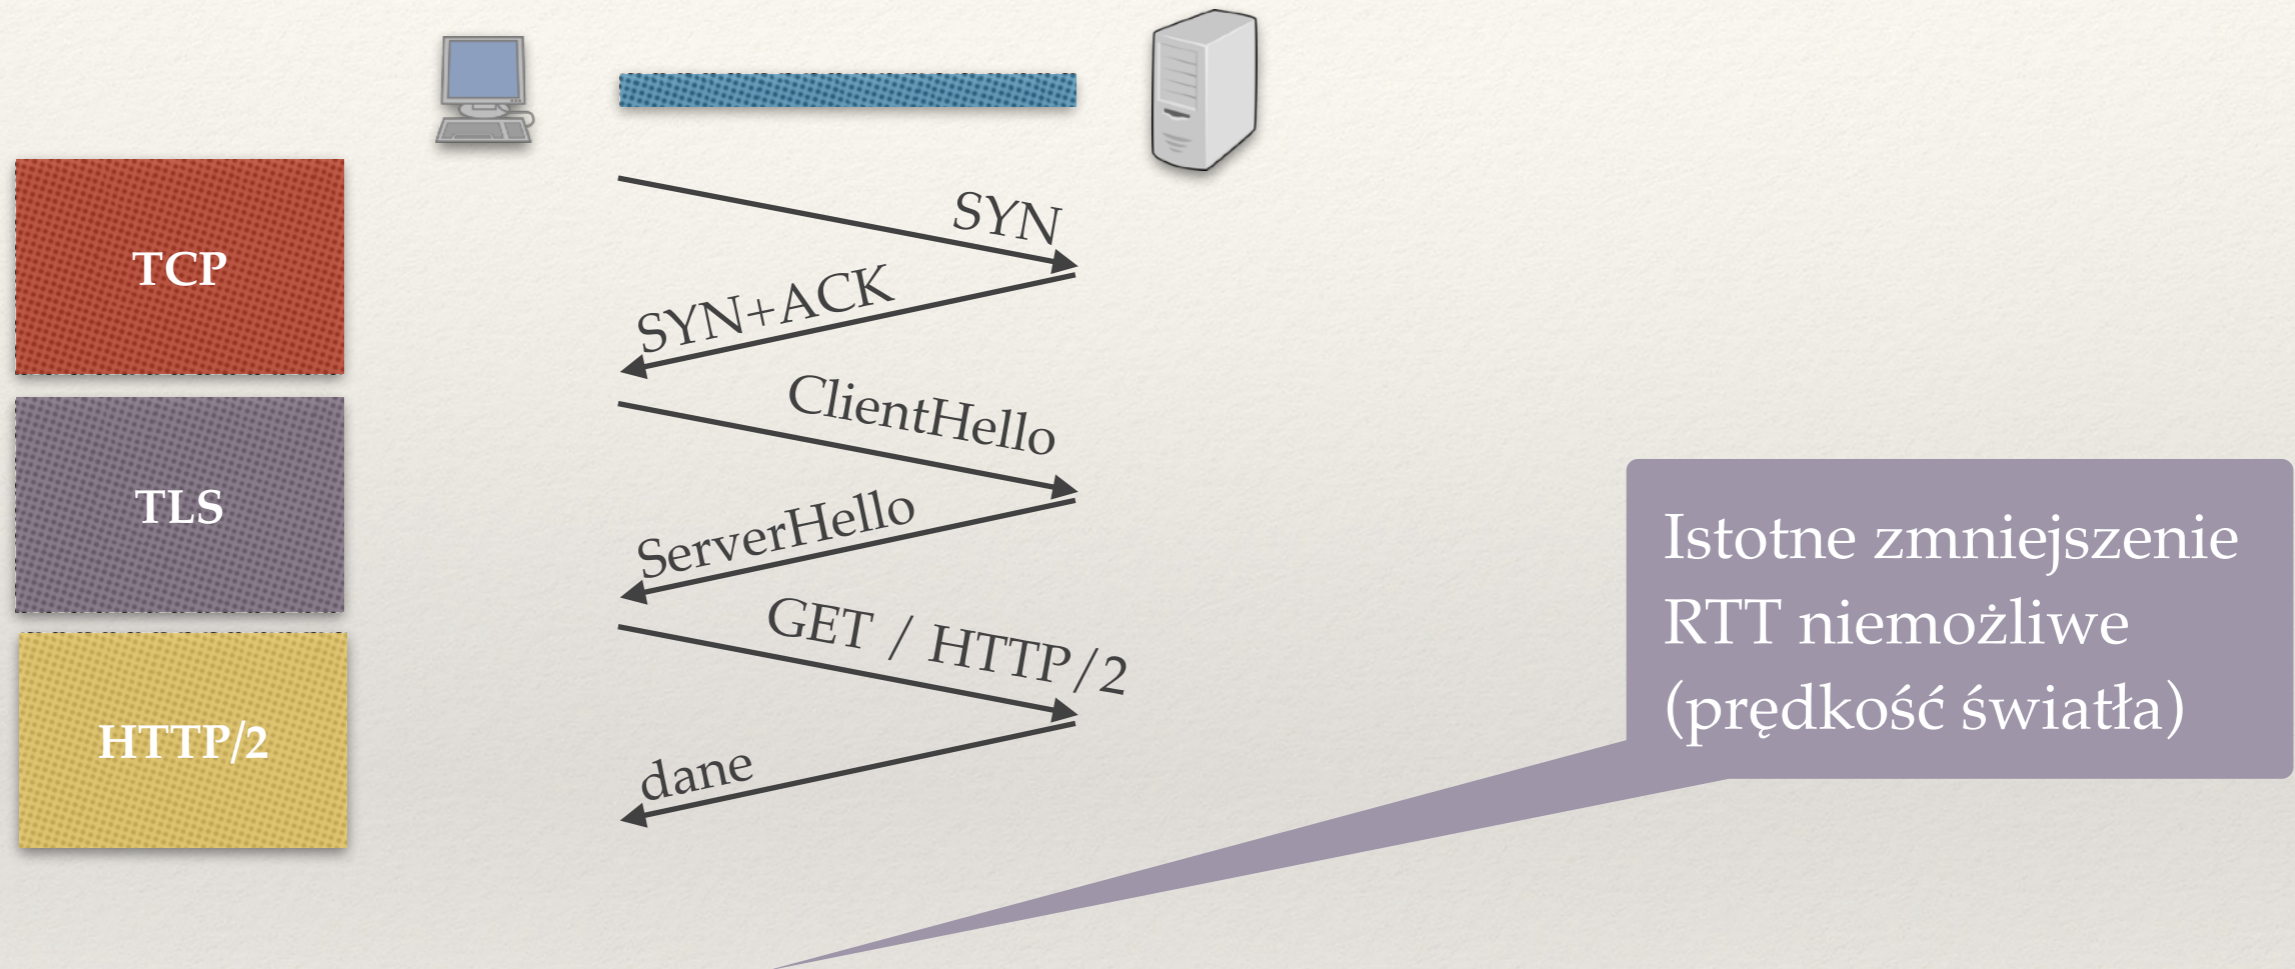 TCP
SYN
SYN+ACK
TLS
ClientHello
ServerHello
HTTP/2
GET / HTTP/2
dane
Istotne zmniejszenie
RTT niemożliwe
(prędkość światła)